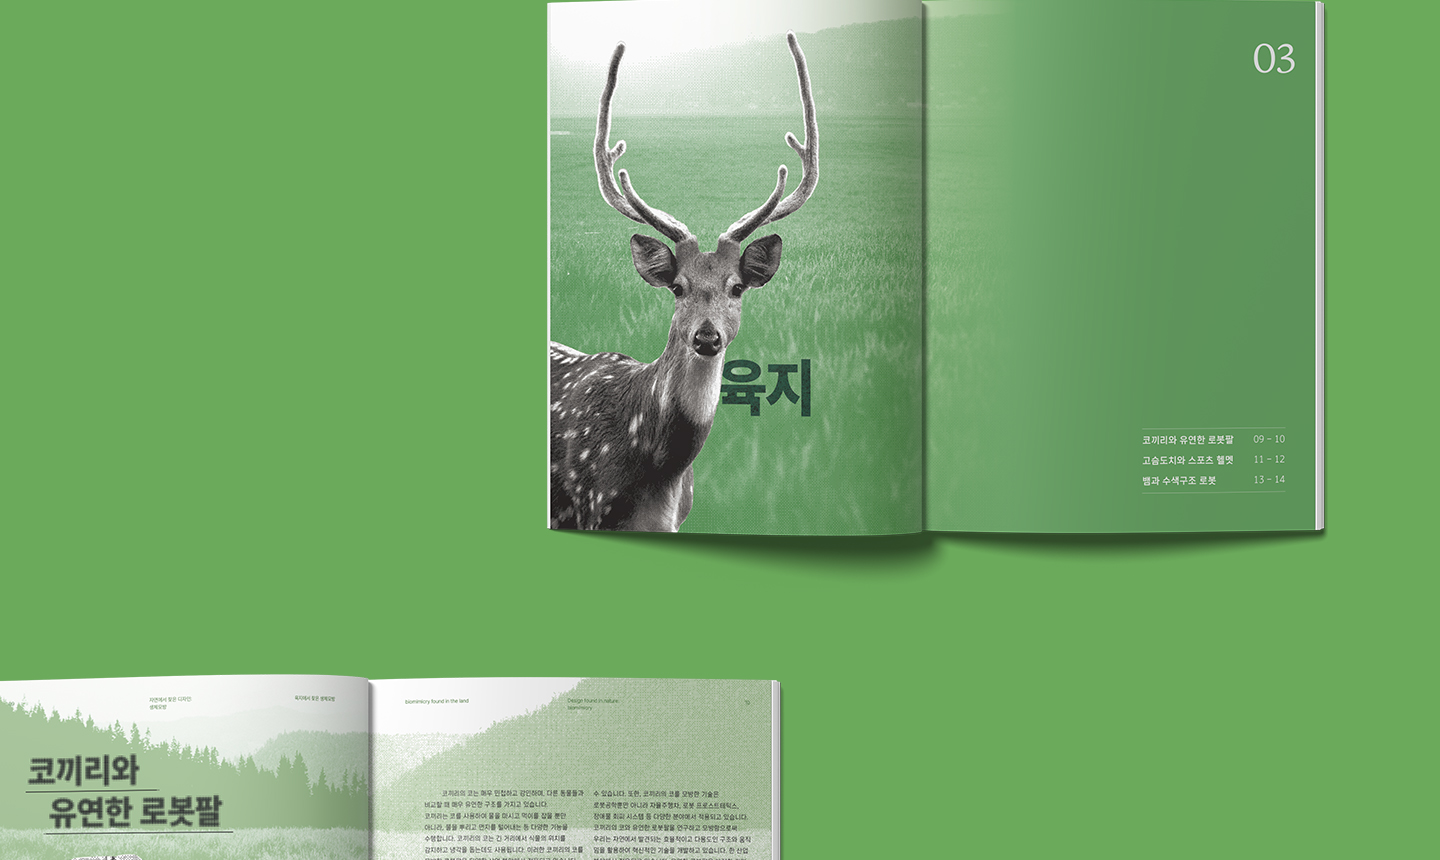 03
육지
코끼리와 유연한 로봇팔 09 – 10
고슴도치와 스포츠 헬멧 11 – 12
뱀과 수색구조 로봇 13 – 14
자연에서 찾은 디자인:
생체모방
육지에서 찾은 생체모방
코끼리와
유연한 로봇팔
biomimicry found in the land
Design found in nature:
biomimicry
10
코끼리의 코는 매우 민첩하고 강인하며, 다른 동물들과
비교할 때 매우 유연한 구조를 가지고 있습니다.
코끼리는 코를 사용하여 물을 마시고 먹이를 잡을 뿐만
아니라, 물을 뿌리고 먼지를 털어내는 등 다양한 기능을
수행합니다. 코끼리의 코는 긴 거리에서 식물의 위치를
감지하고 냉각을 돕는데도 사용됩니다. 이러한 코끼리의 코를
수 있습니다. 또한, 코끼리의 코를 모방한 기술은
로봇공학뿐만 아니라 자율주행차, 로봇 프로스트테틱스,
장애물 회피 시스템 등 다양한 분야에서 적용되고 있습니다.
코끼리의 코와 유연한 로봇팔을 연구하고 모방함으로써
우리는 자연에서 발견되는 효율적이고 다용도인 구조와 움직
임을 활용하여 혁신적인 기술을 개발하고 있습니다. 한 산업